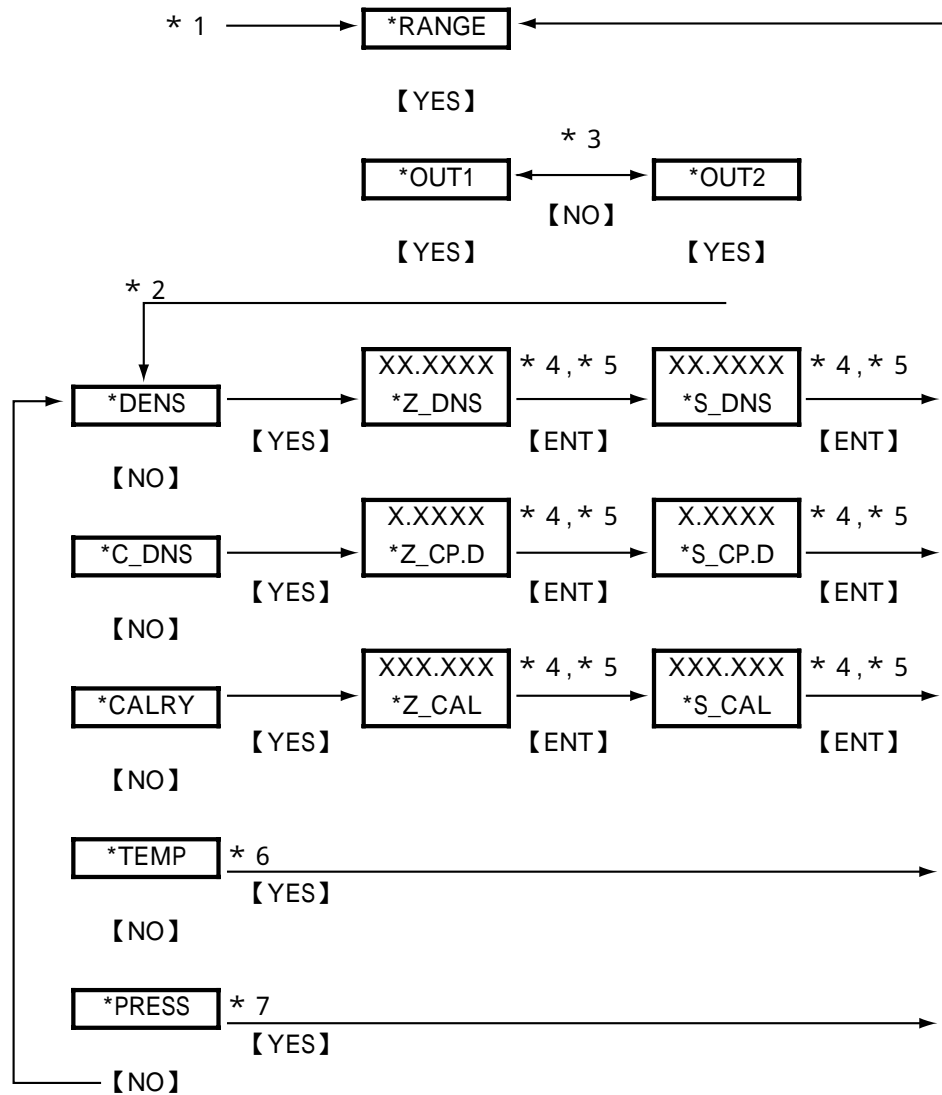 * 1 *RANGE
【YES】
* 3
*OUT1 *OUT2
【NO】
【YES】 【YES】
* 2
XX.XXXX * 4,* 5 XX.XXXX * 4,* 5
*DENS *Z_DNS *S_DNS
【YES】 【ENT】 【ENT】
【NO】
X.XXXX * 4,* 5 X.XXXX * 4,* 5
*C_DNS *Z_CP.D *S_CP.D
【YES】 【ENT】 【ENT】
【NO】
XXX.XXX * 4,* 5 XXX.XXX * 4,* 5
*CALRY *Z_CAL *S_CAL
【YES】 【ENT】 【ENT】
【NO】
*TEMP * 6
【YES】
【NO】
*PRESS * 7
【YES】
【NO】